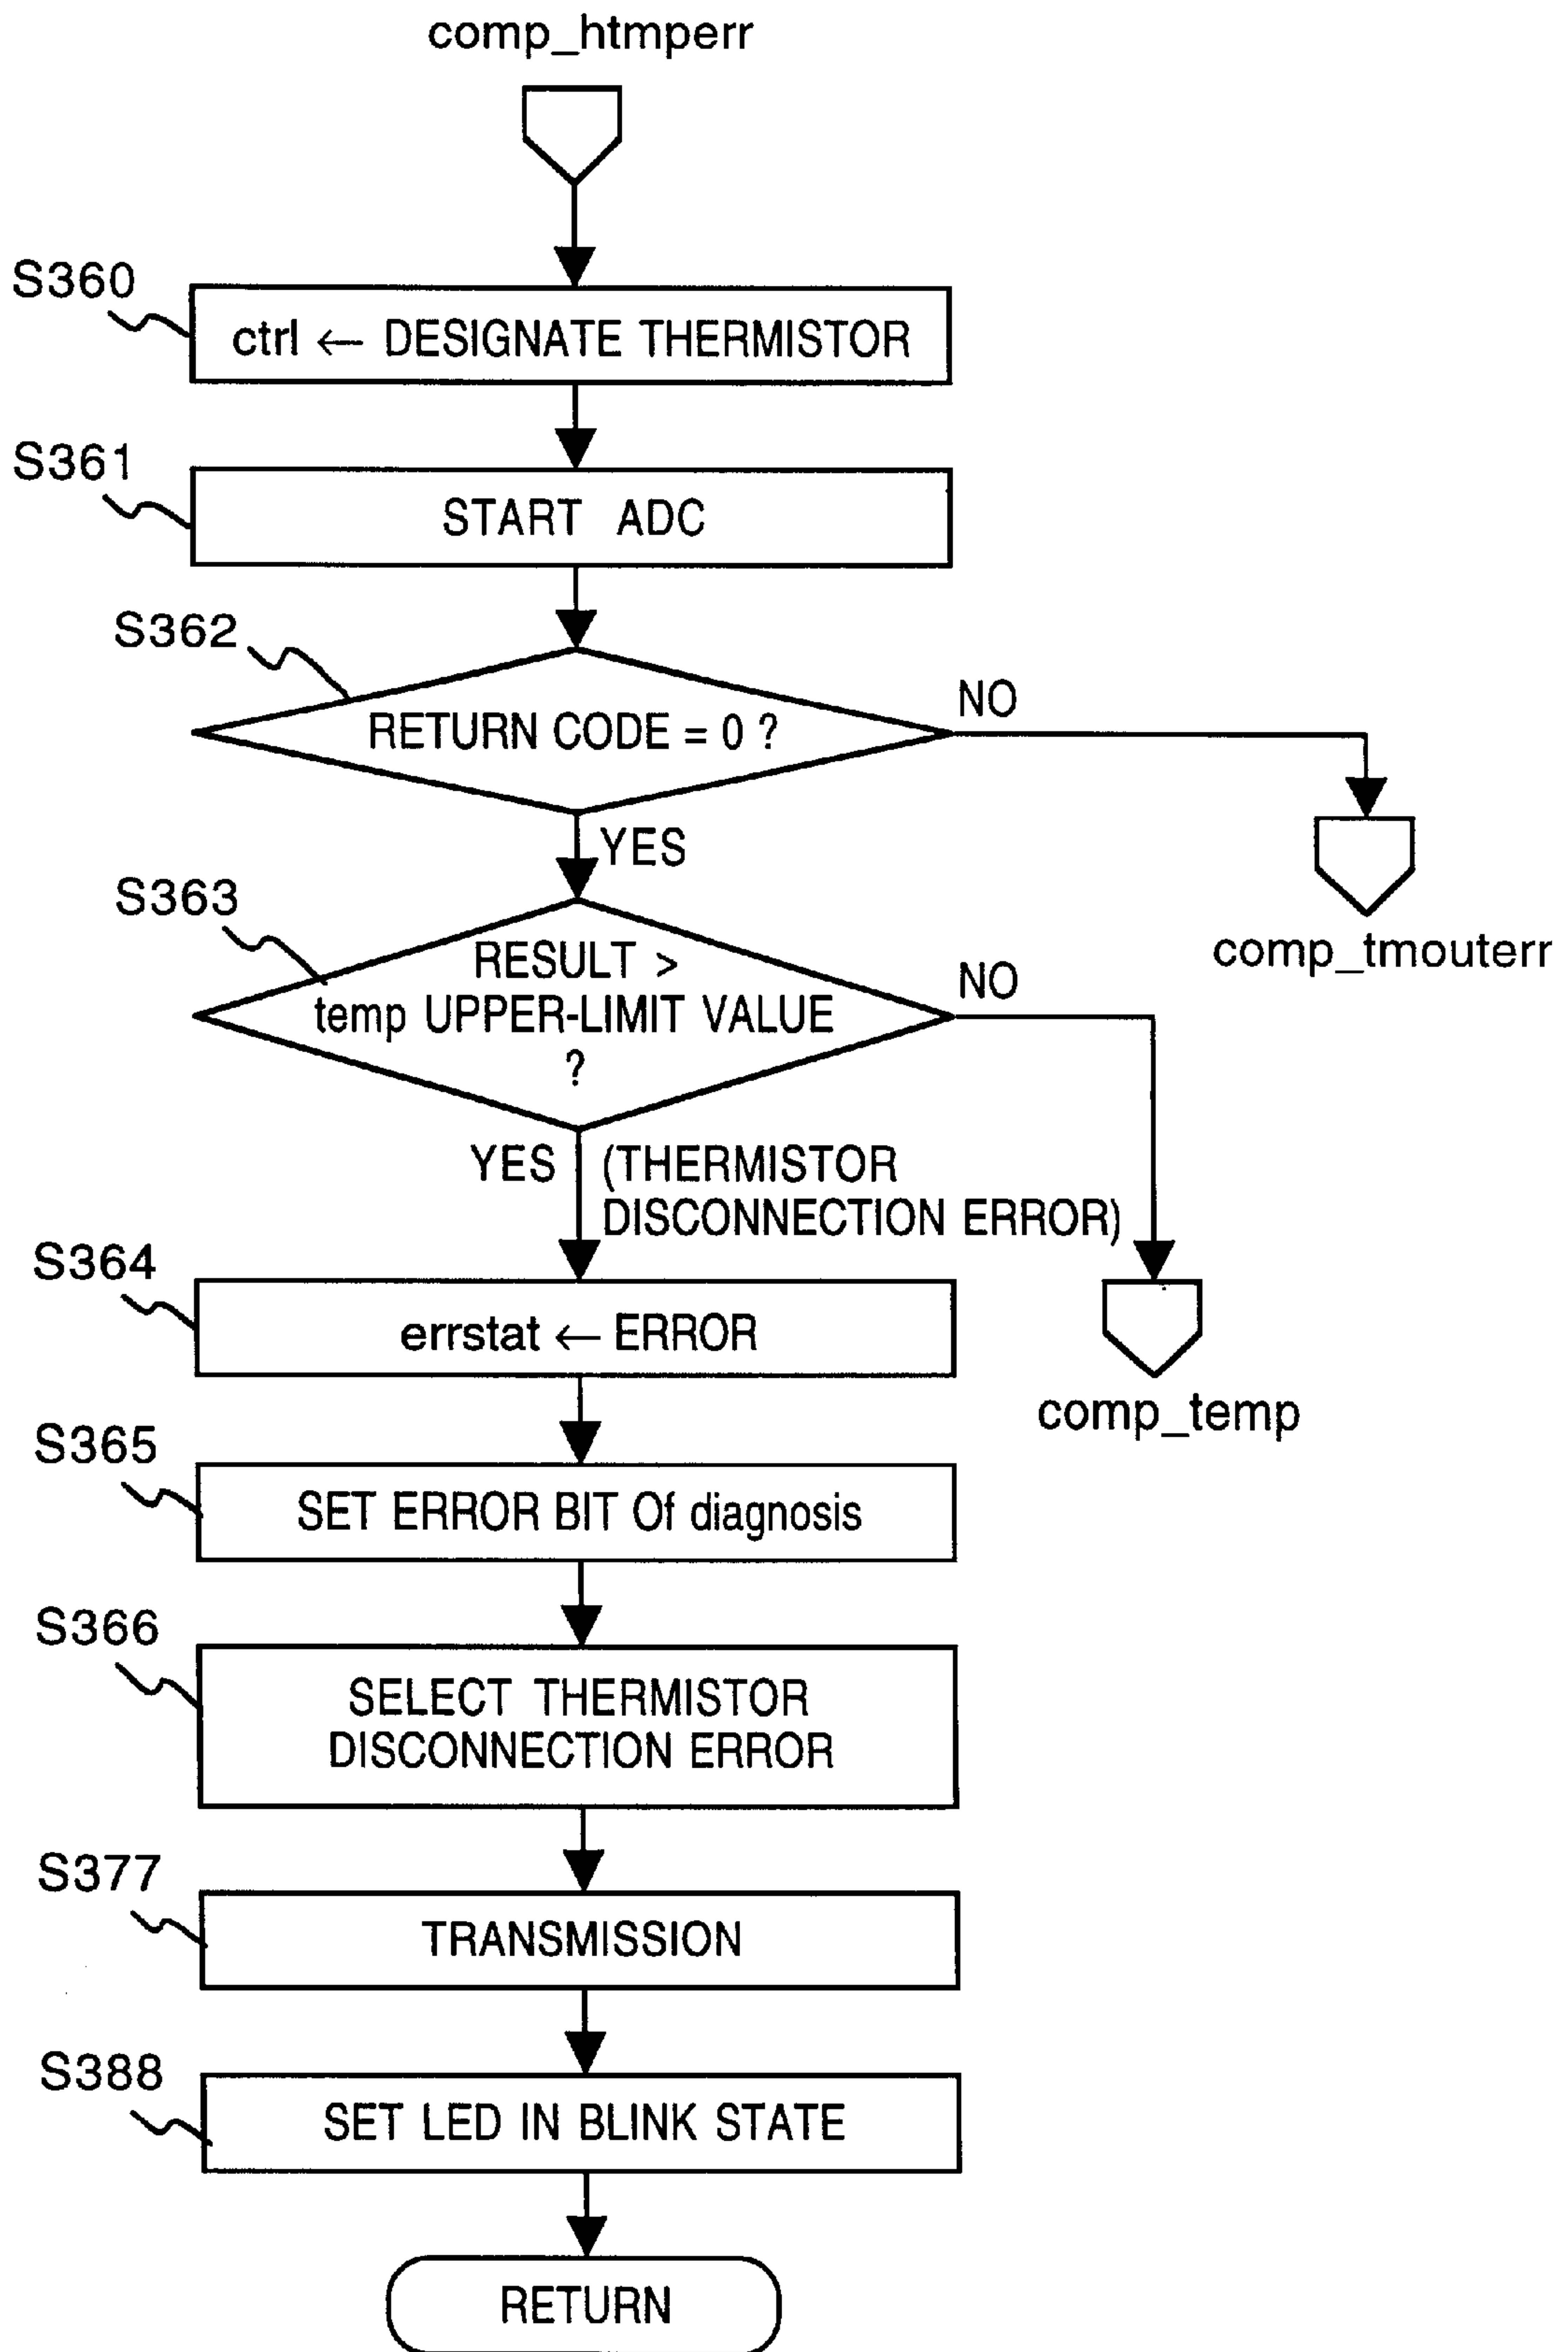 comp_htmperr
S360
ctrl ← DESIGNATE THERMISTOR
S361
START ADC
S362
RETURN CODE = 0 ?
NO
YES
comp_tmouterr
S363
RESULT >
temp UPPER-LIMIT VALUE
?
NO
YES
(THERMISTOR
DISCONNECTION ERROR)
comp_temp
S364
errstat ← ERROR
S365
SET ERROR BIT Of diagnosis
S366
SELECT THERMISTOR
DISCONNECTION ERROR
S377
TRANSMISSION
S388
SET LED IN BLINK STATE
RETURN